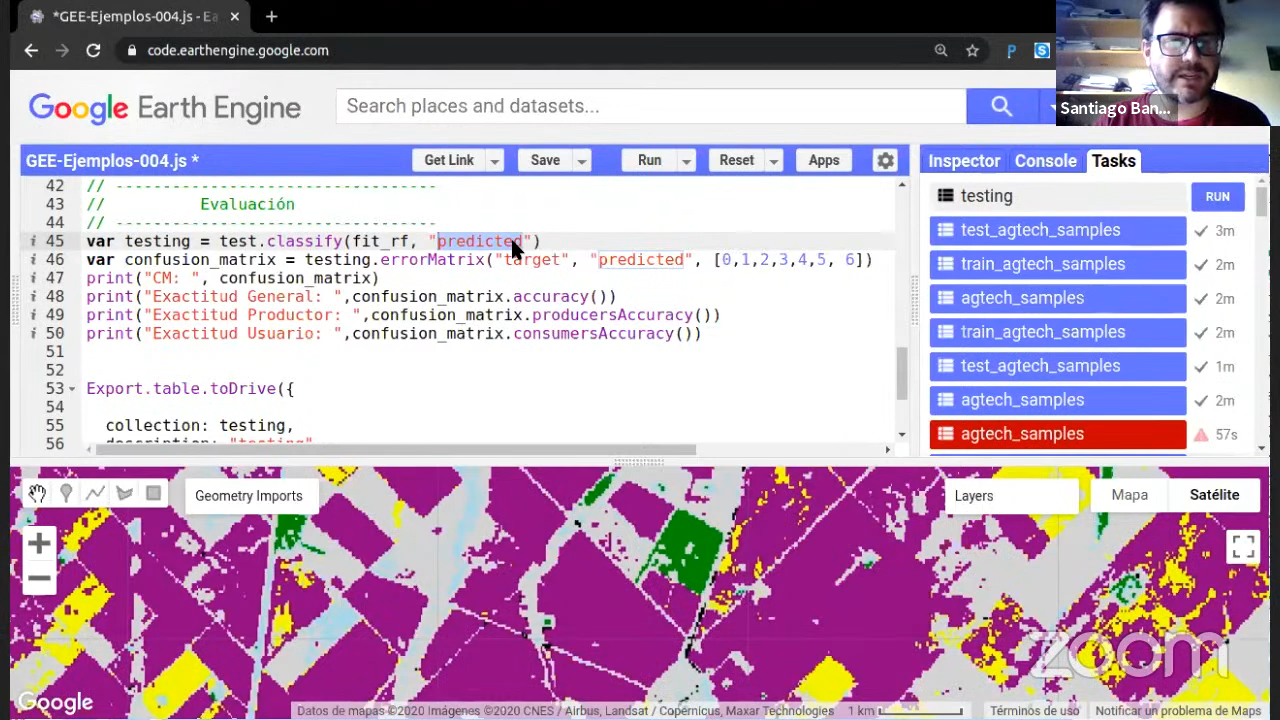 *GEE-Ejemplos-004.js - Ea
code.earthengine.google.com
Santiago Ban...
Google Earth Engine
Search places and datasets...
GEE-Ejemplos-004.js *
Get Link
Save
Run
Reset
Apps
Inspector
Console
Tasks
42 // ----------------------------------
43 // Evaluación
44 // ----------------------------------
45 var testing = test.classify(fit_rf, "predicted")
46 var confusion_matrix = testing.errorMatrix("target", "predicted", [0,1,2,3,4,5, 6])
47 print("CM: ", confusion_matrix)
48 print("Exactitud General: ",confusion_matrix.accuracy())
49 print("Exactitud Productor: ",confusion_matrix.producersAccuracy())
50 print("Exactitud Usuario: ",confusion_matrix.consumersAccuracy())
51
52
53 Export.table.toDrive({
54
55 collection: testing,
56 description: "testing"
testing RUN
test_agtech_samples 3m
train_agtech_samples 2m
agtech_samples 2m
train_agtech_samples 2m
test_agtech_samples 1m
agtech_samples 2m
agtech_samples 57s
Geometry Imports
Layers
Mapa
Satélite
zoom
Google
Datos de mapas ©2020 Imágenes ©2020 CNES / Airbus, Landsat / Copernicus, Maxar Technologies
1 km
Términos de uso
Notificar un problema de Maps